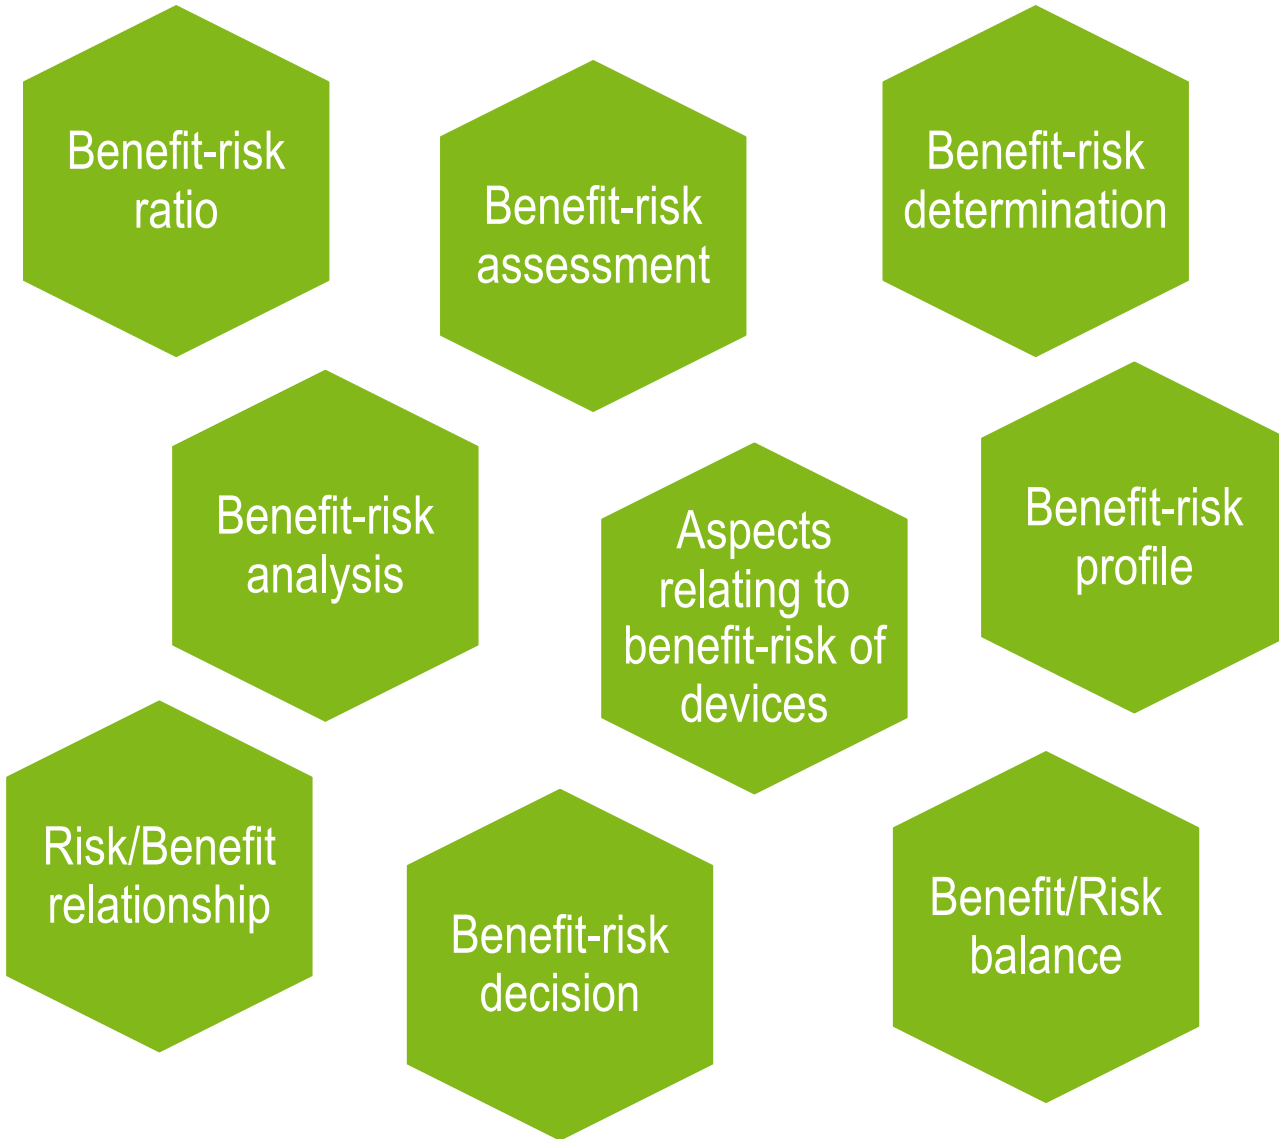 Benefit-risk
ratio
Benefit-risk
assessment
Benefit-risk
determination
Benefit-risk
analysis
Aspects
relating to
benefit-risk of
devices
Benefit-risk
profile
Risk/Benefit
relationship
Benefit-risk
decision
Benefit/Risk
balance